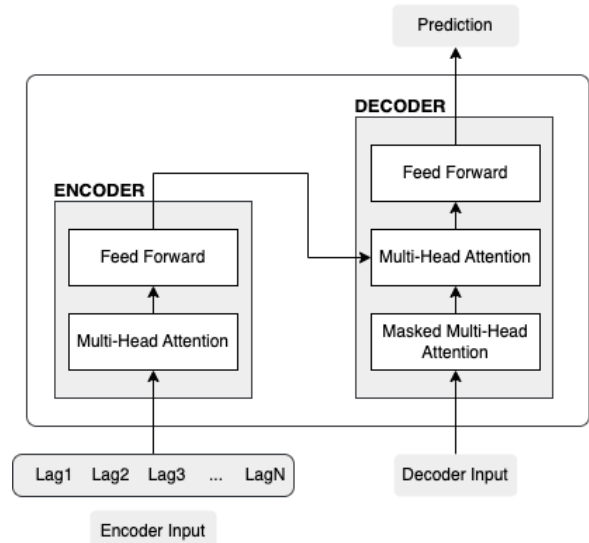 Prediction
DECODER
Feed Forward
ENCODER
Feed Forward
Multi-Head Attention
Multi-Head Attention
Masked Multi-Head
Attention
Lag1 Lag2 Lag3 ... LagN
Decoder Input
Encoder Input